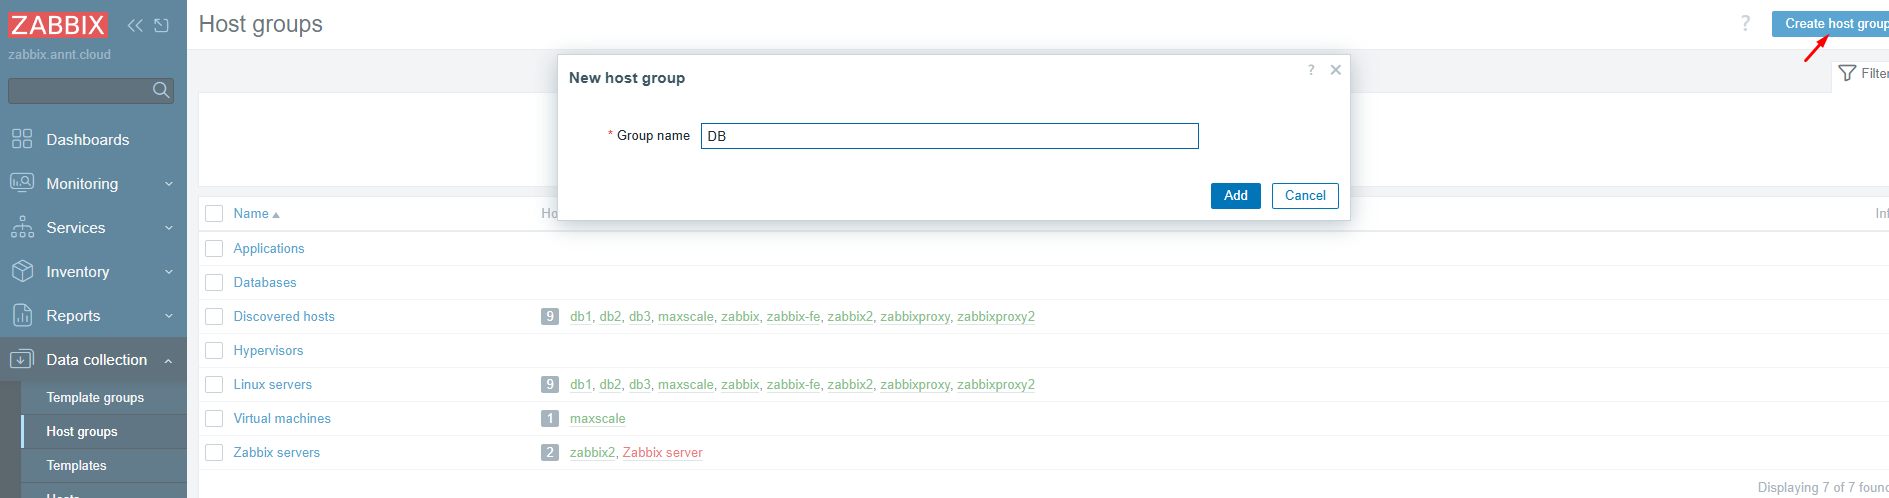 ZABBIX
zabbix.annt.cloud
Dashboards
Monitoring
Services
Inventory
Reports
Data collection
Template groups
Host groups
Templates
Hosts
Host groups
?
Create host group
Filter
New host group
?
* Group name DB
Add Cancel
Name Ho Inf
Applications
Databases
Discovered hosts 9 db1, db2, db3, maxscale, zabbix, zabbix-fe, zabbix2, zabbixproxy, zabbixproxy2
Hypervisors
Linux servers 9 db1, db2, db3, maxscale, zabbix, zabbix-fe, zabbix2, zabbixproxy, zabbixproxy2
Virtual machines 1 maxscale
Zabbix servers 2 zabbix2, Zabbix server
Displaying 7 of 7 found